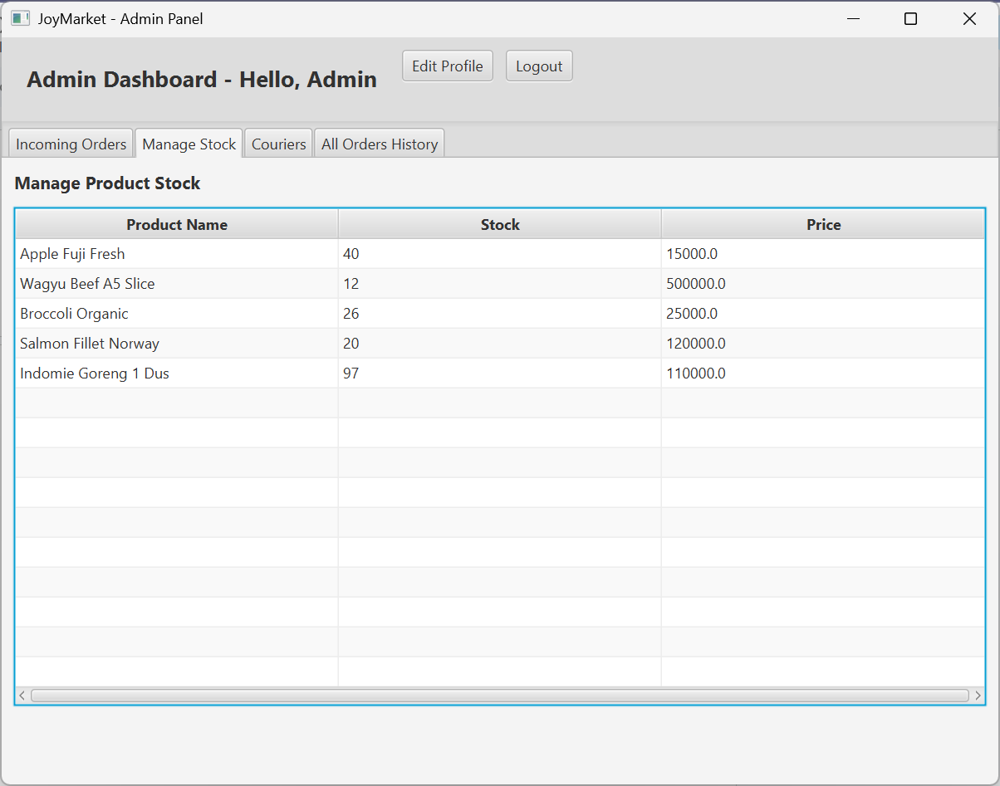 JoyMarket - Admin Panel
Admin Dashboard - Hello, Admin
Edit Profile
Logout
Incoming Orders
Manage Stock
Couriers
All Orders History
Manage Product Stock
Product Name Stock Price
Apple Fuji Fresh 40 15000.0
Wagyu Beef A5 Slice 12 500000.0
Broccoli Organic 26 25000.0
Salmon Fillet Norway 20 120000.0
Indomie Goreng 1 Dus 97 110000.0